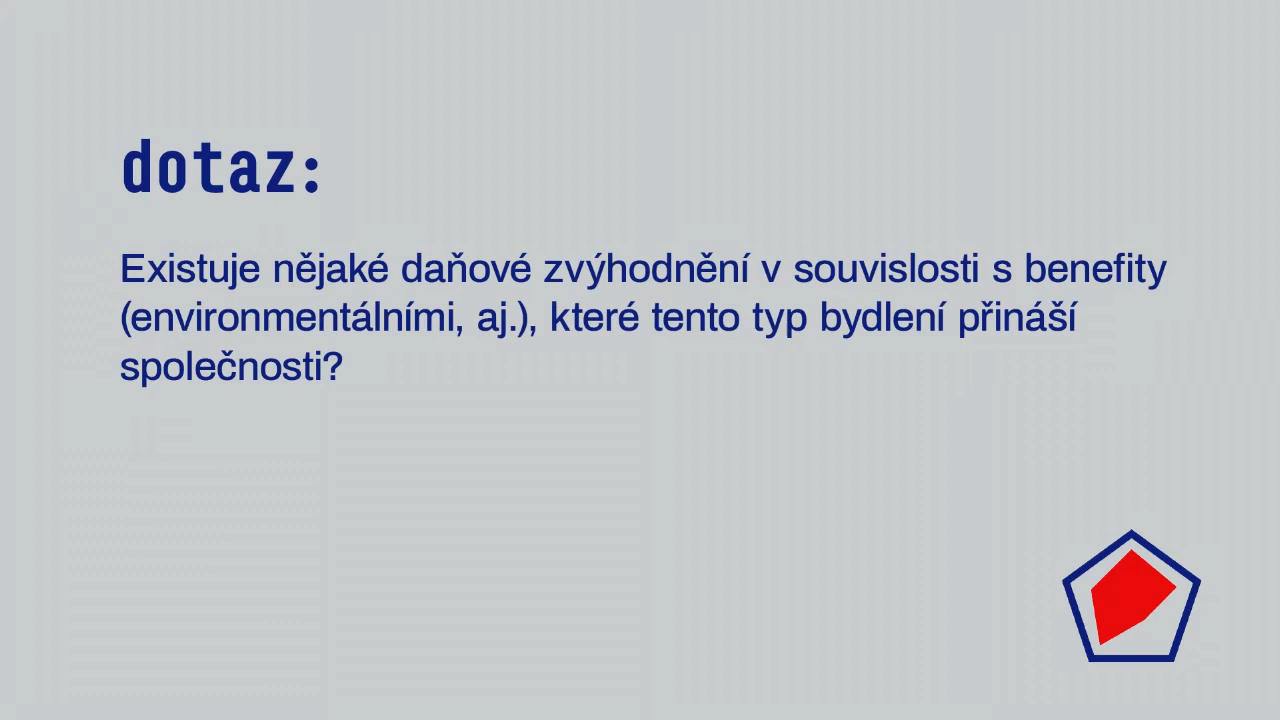 dotaz:
Existuje nějaké daňové zvýhodnění v souvislosti s benefity
(environmentálními, aj.), které tento typ bydlení přináší
společnosti?